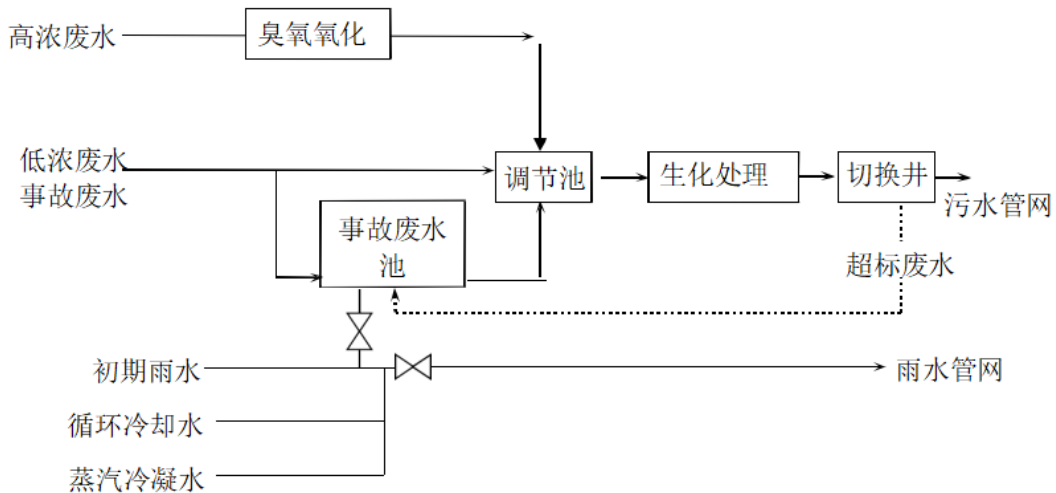 高浓废水
臭氧氧化
低浓废水
事故废水
调节池
生化处理
切换井
污水管网
事故废水
池
超标废水
初期雨水
雨水管网
循环冷却水
蒸汽冷凝水